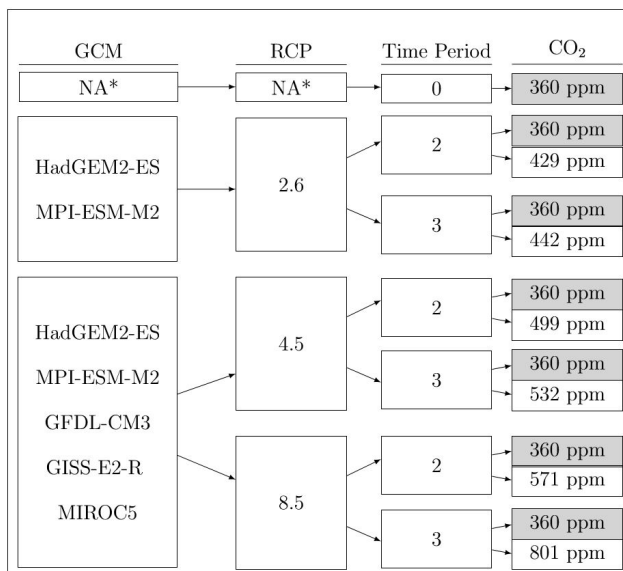 GCM RCP Time Period CO₂
NA* NA* 0 360 ppm
HadGEM2-ES
MPI-ESM-M2
2.6
2
360 ppm
429 ppm
3
360 ppm
442 ppm
HadGEM2-ES
MPI-ESM-M2
GFDL-CM3
GISS-E2-R
MIROC5
4.5
2
360 ppm
499 ppm
3
360 ppm
532 ppm
8.5
2
360 ppm
571 ppm
3
360 ppm
801 ppm